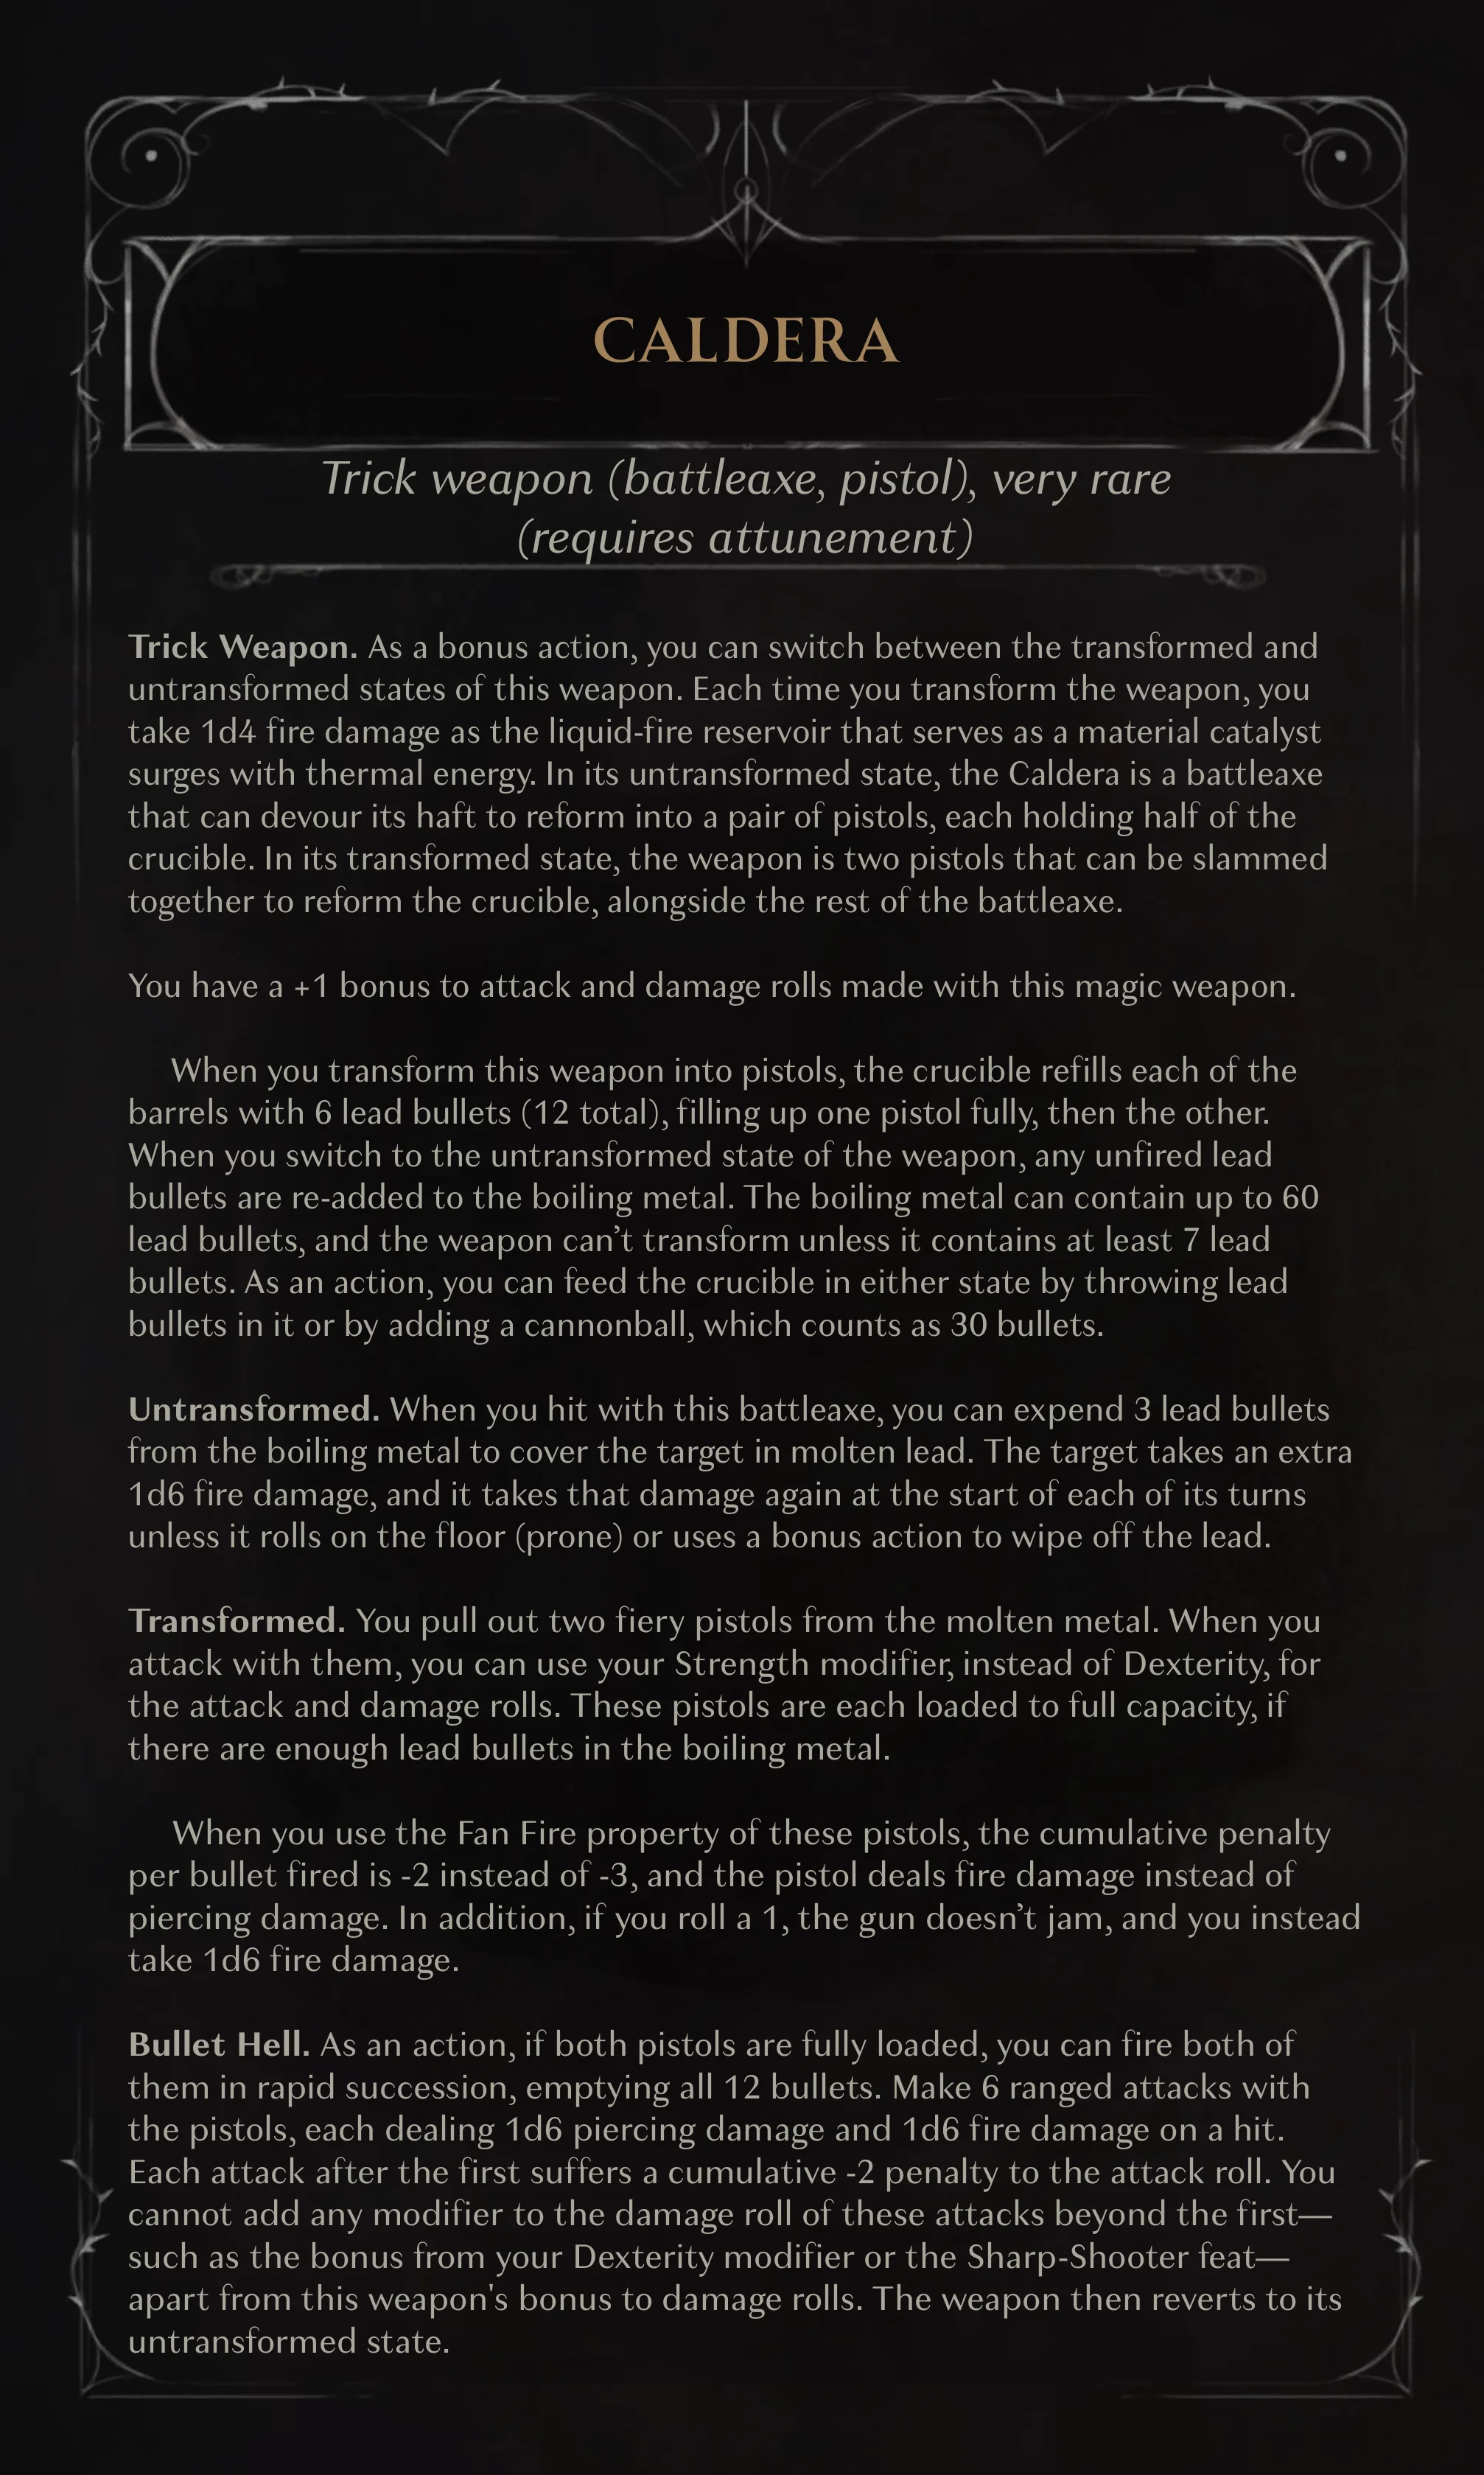 CALDERA
Trick weapon (battleaxe, pistol), very rare
(requires attunement)
Trick Weapon. As a bonus action, you can switch between the transformed and
untransformed states of this weapon. Each time you transform the weapon, you
take 1d4 fire damage as the liquid-fire reservoir that serves as a material catalyst
surges with thermal energy. In its untransformed state, the Caldera is a battleaxe
that can devour its haft to reform into a pair of pistols, each holding half of the
crucible. In its transformed state, the weapon is two pistols that can be slammed
together to reform the crucible, alongside the rest of the battleaxe.
You have a +1 bonus to attack and damage rolls made with this magic weapon.
When you transform this weapon into pistols, the crucible refills each of the
barrels with 6 lead bullets (12 total), filling up one pistol fully, then the other.
When you switch to the untransformed state of the weapon, any unfired lead
bullets are re-added to the boiling metal. The boiling metal can contain up to 60
lead bullets, and the weapon can’t transform unless it contains at least 7 lead
bullets. As an action, you can feed the crucible in either state by throwing lead
bullets in it or by adding a cannonball, which counts as 30 bullets.
Untransformed. When you hit with this battleaxe, you can expend 3 lead bullets
from the boiling metal to cover the target in molten lead. The target takes an extra
1d6 fire damage, and it takes that damage again at the start of each of its turns
unless it rolls on the floor (prone) or uses a bonus action to wipe off the lead.
Transformed. You pull out two fiery pistols from the molten metal. When you
attack with them, you can use your Strength modifier, instead of Dexterity, for
the attack and damage rolls. These pistols are each loaded to full capacity, if
there are enough lead bullets in the boiling metal.
When you use the Fan Fire property of these pistols, the cumulative penalty
per bullet fired is -2 instead of -3, and the pistol deals fire damage instead of
piercing damage. In addition, if you roll a 1, the gun doesn’t jam, and you instead
take 1d6 fire damage.
Bullet Hell. As an action, if both pistols are fully loaded, you can fire both of
them in rapid succession, emptying all 12 bullets. Make 6 ranged attacks with
the pistols, each dealing 1d6 piercing damage and 1d6 fire damage on a hit.
Each attack after the first suffers a cumulative -2 penalty to the attack roll. You
cannot add any modifier to the damage roll of these attacks beyond the first—
such as the bonus from your Dexterity modifier or the Sharp-Shooter feat—
apart from this weapon's bonus to damage rolls. The weapon then reverts to its
untransformed state.